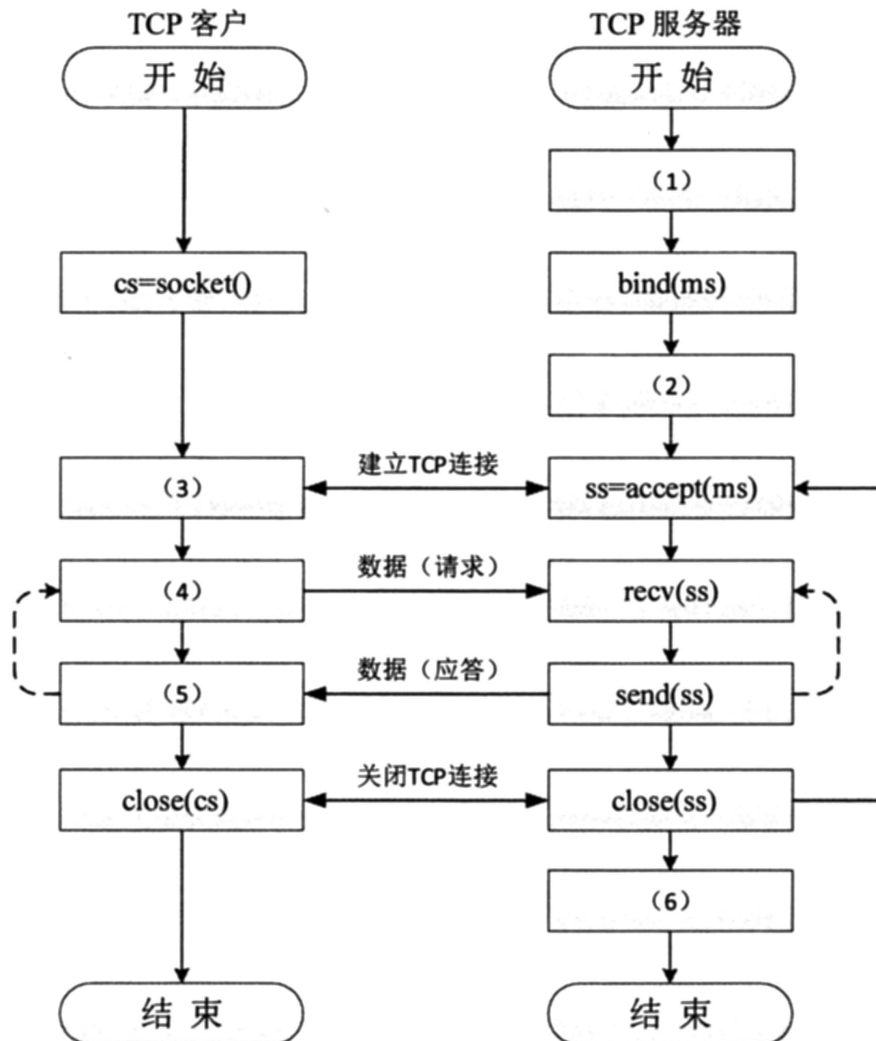 TCP 客户
TCP 服务器
开 始
开 始
（1）
cs=socket()
bind(ms)
（2）
（3）
建立TCP连接
ss=accept(ms)
（4）
数据（请求）
recv(ss)
（5）
数据（应答）
send(ss)
close(cs)
关闭TCP连接
close(ss)
（6）
结 束
结 束